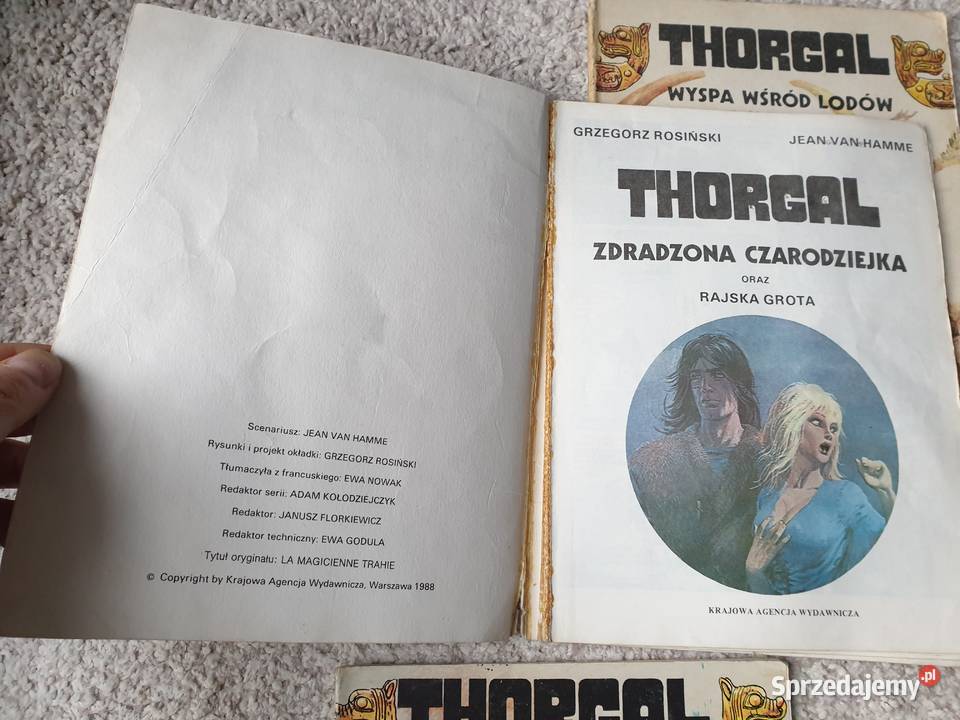 Scenariusz: JEAN VAN HAMME
Rysunki i projekt okładki: GRZEGORZ ROSIŃSKI
Tłumaczyła z francuskiego: EWA NOWAK
Redaktor serii: ADAM KOŁODZIEJCZYK
Redaktor: JANUSZ FLORKIEWICZ
Redaktor techniczny: EWA GODULA
Tytuł oryginału: LA MAGICIENNE TRAHIE
© Copyright by Krajowa Agencja Wydawnicza, Warszawa 1988
THORGAL
WYSPA WŚRÓD LODÓW
GRZEGORZ ROSIŃSKI JEAN VAN HAMME
THORGAL
ZDRADZONA CZARODZIEJKA
ORAZ
RAJSKA GROTA
KRAJOWA AGENCJA WYDAWNICZA
THORGAL
Sprzedajemy.pl